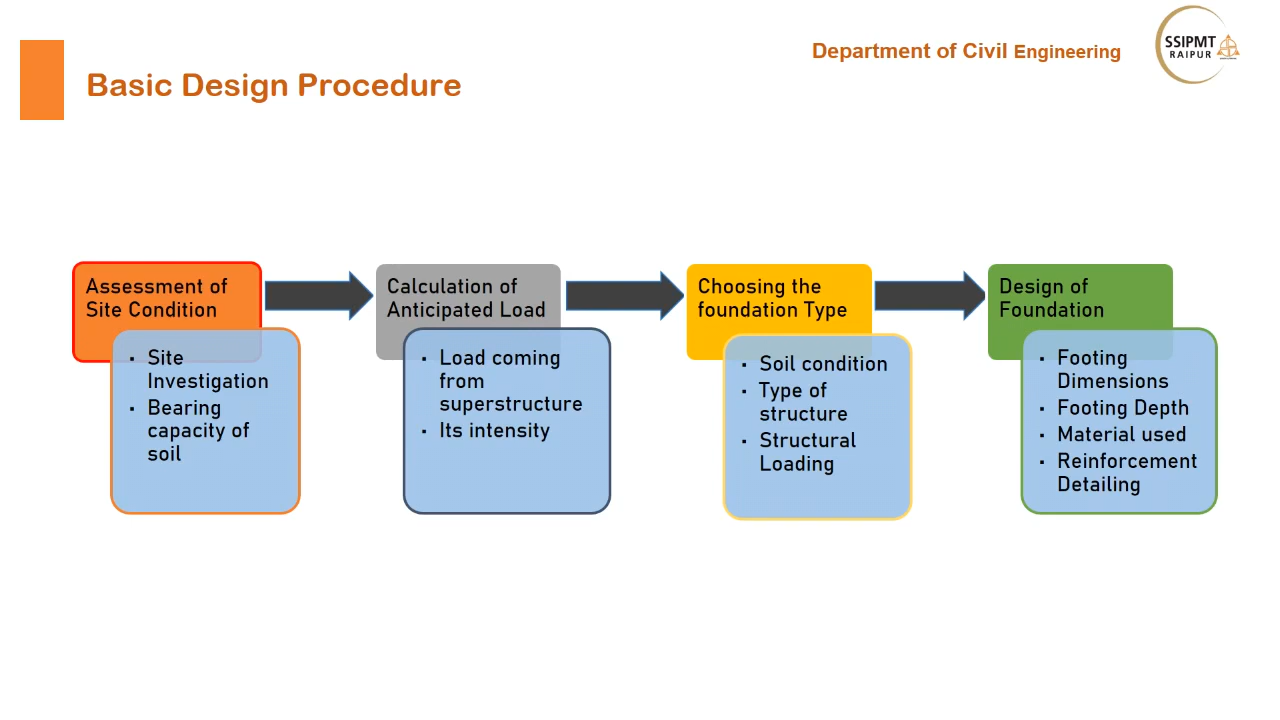 Department of Civil Engineering
SSIPMT
RAIPUR
Basic Design Procedure
Assessment of
Site Condition
▪ Site
Investigation
▪ Bearing
capacity of
soil
Calculation of
Anticipated Load
▪ Load coming
from
superstructure
▪ Its intensity
Choosing the
foundation Type
▪ Soil condition
▪ Type of
structure
▪ Structural
Loading
Design of
Foundation
▪ Footing
Dimensions
▪ Footing Depth
▪ Material used
▪ Reinforcement
Detailing